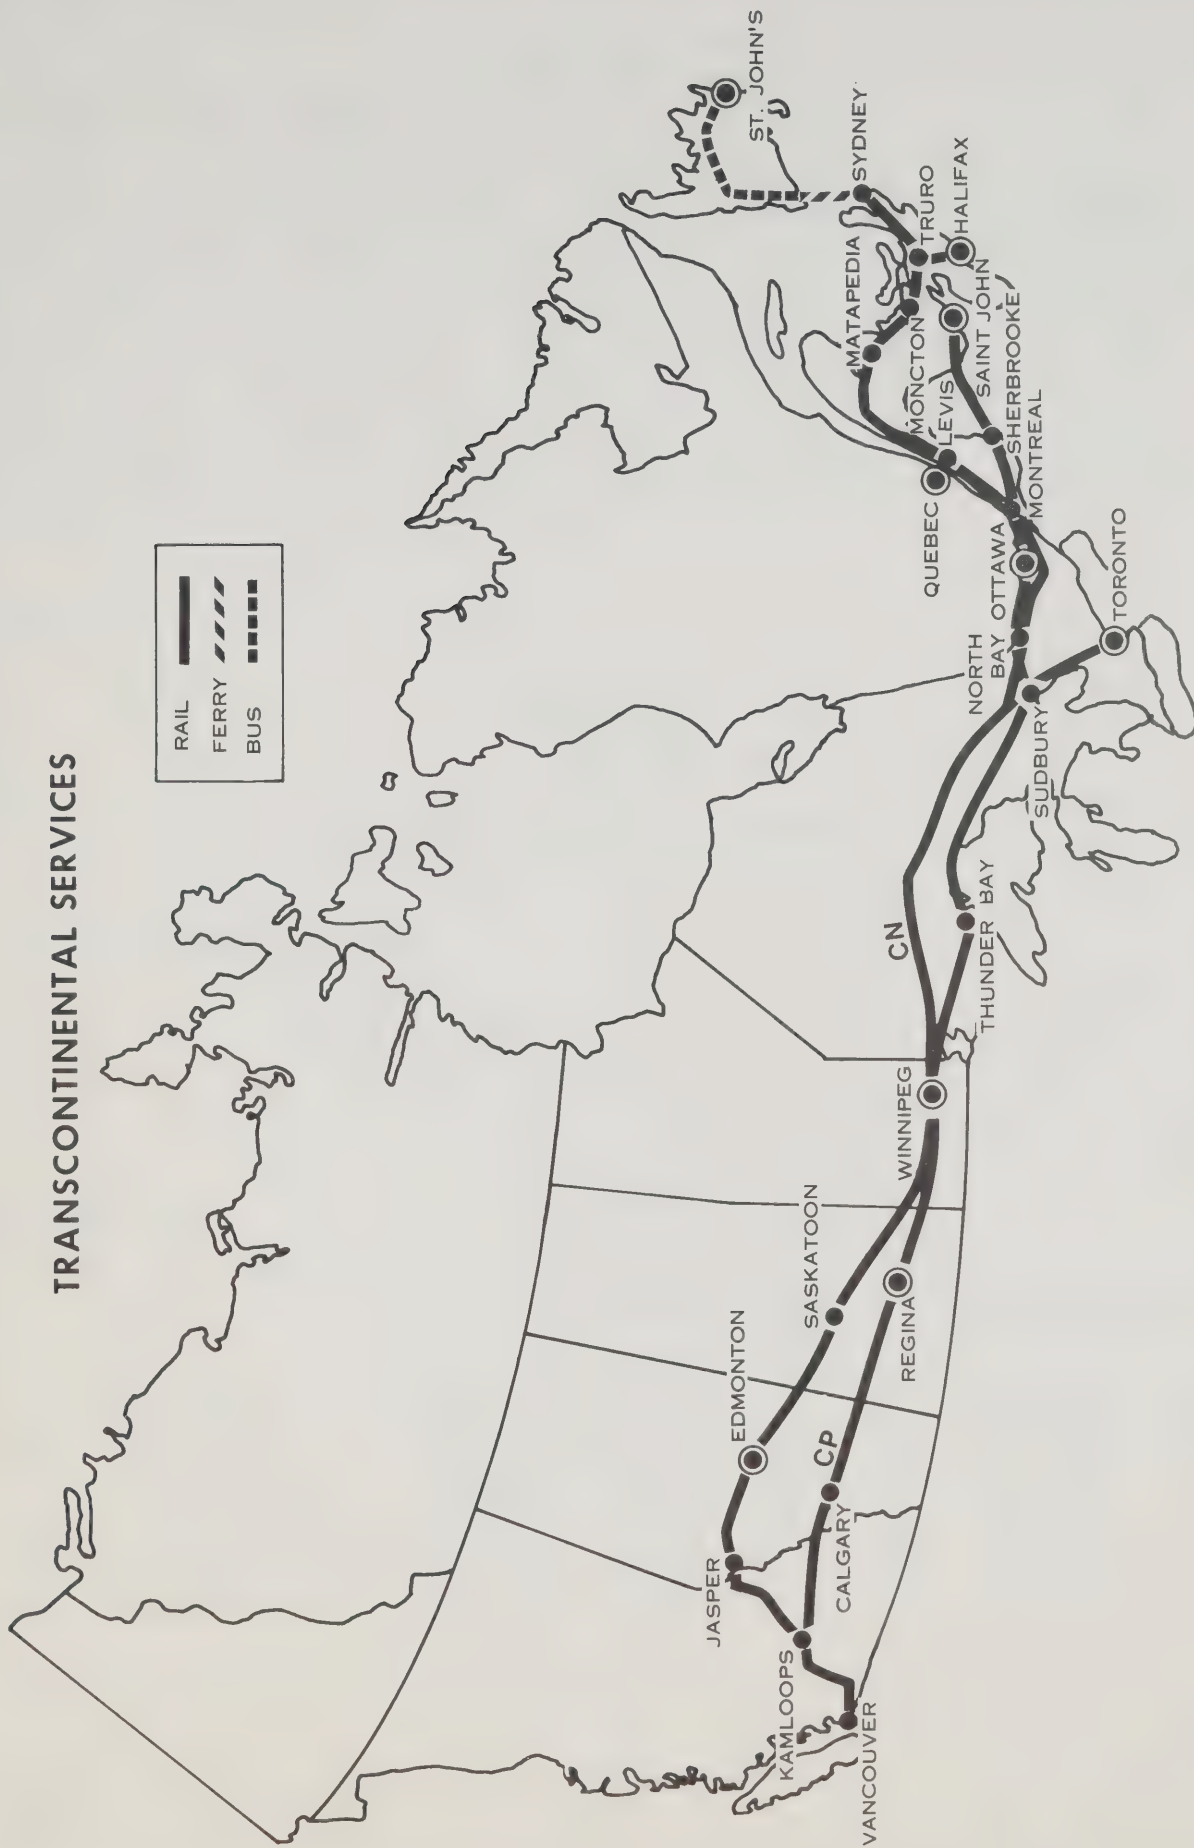 TRANSCONTINENTAL SERVICES
RAIL
FERRY
BUS
ST. JOHN'S
SYDNEY
TRURO
HALIFAX
MATAPEDIA
MONCTON
SAINT JOHN
LEVIS
SHERBROOKE
QUEBEC
MONTREAL
OTTAWA
NORTH
BAY
TORONTO
SUDBURY
CN
THUNDER BAY
WINNIPEG
SASKATOON
REGINA
EDMONTON
CP
CALGARY
JASPER
KAMLOOPS
VANCOUVER